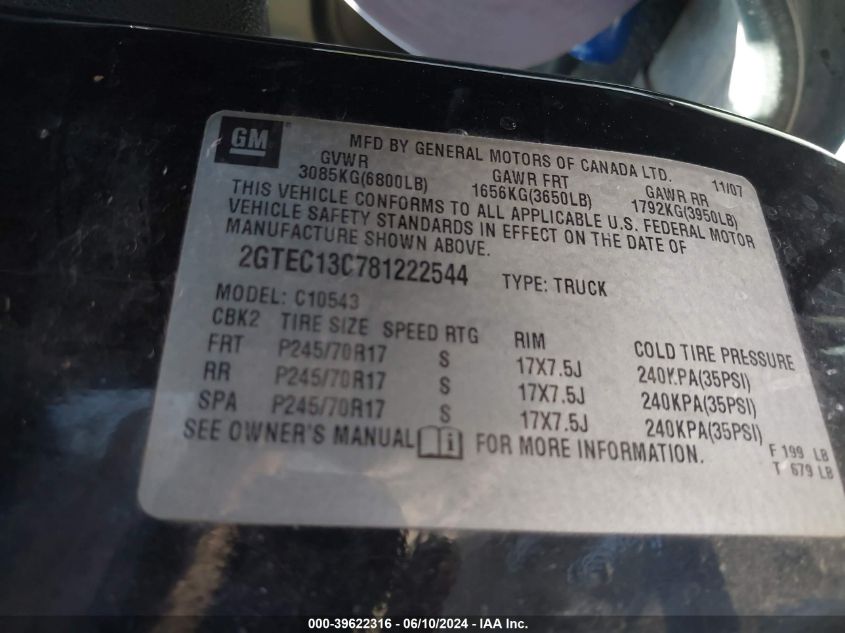 GM
MFD BY GENERAL MOTORS OF CANADA LTD.
11/07
GVWR GAWR FRT GAWR RR
3085KG(6800LB) 1656KG(3650LB) 1792KG(3950LB)
THIS VEHICLE CONFORMS TO ALL APPLICABLE U.S. FEDERAL MOTOR
VEHICLE SAFETY STANDARDS IN EFFECT ON THE DATE OF
MANUFACTURE SHOWN ABOVE.
2GTEC13C781222544 TYPE: TRUCK
MODEL: C10543
CBK2 TIRE SIZE SPEED RTG RIM COLD TIRE PRESSURE
FRT P245/70R17 S 17X7.5J 240KPA(35PSI)
RR P245/70R17 S 17X7.5J 240KPA(35PSI)
SPA P245/70R17 S 17X7.5J 240KPA(35PSI)
SEE OWNER'S MANUAL i FOR MORE INFORMATION.
F 199 LB
T 679 LB
000-39622316 - 06/10/2024 - IAA Inc.